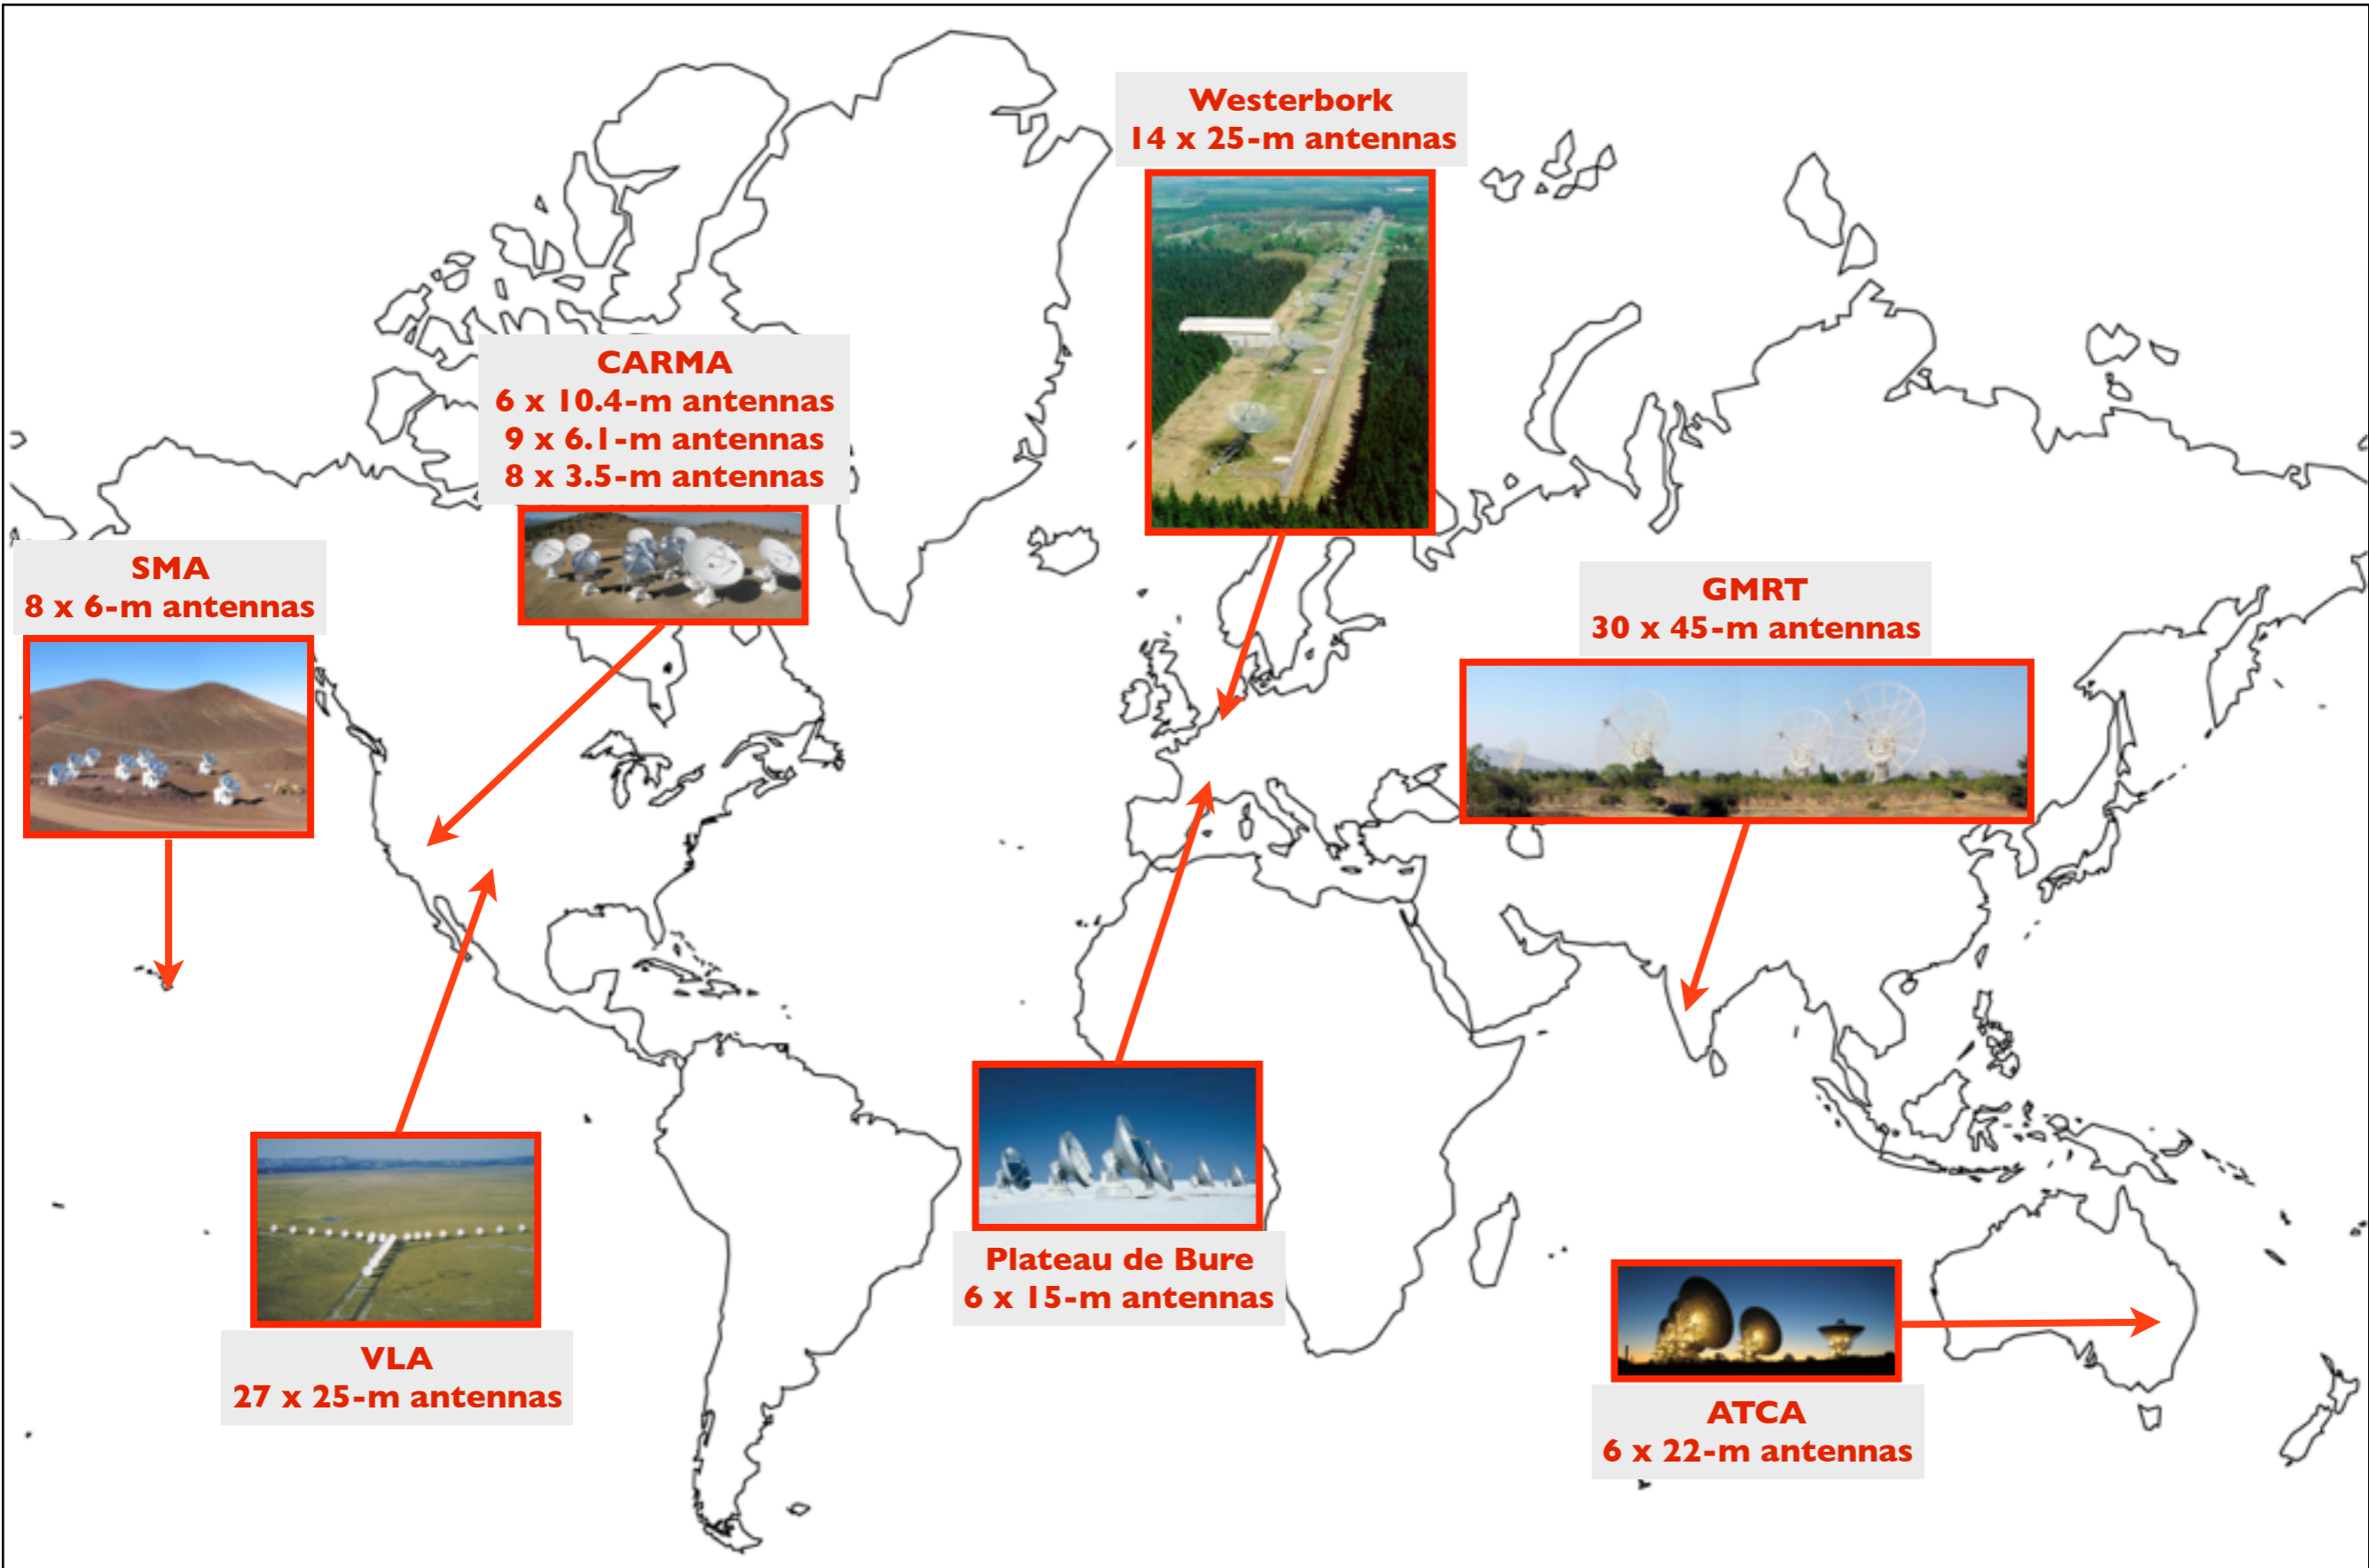 Westerbork
14 x 25-m antennas
CARMA
6 x 10.4-m antennas
9 x 6.1-m antennas
8 x 3.5-m antennas
SMA
8 x 6-m antennas
GMRT
30 x 45-m antennas
Plateau de Bure
6 x 15-m antennas
VLA
27 x 25-m antennas
ATCA
6 x 22-m antennas